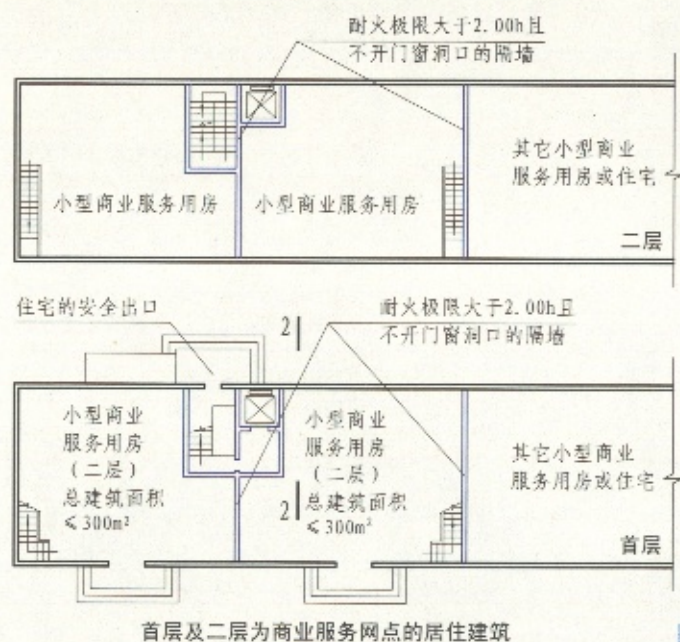 耐火极限大于2.00h且
不开门窗洞口的隔墙
小型商业服务用房
小型商业服务用房
其它小型商业
服务用房或住宅
二层
住宅的安全出口
2
耐火极限大于2.00h且
不开门窗洞口的隔墙
小型商业
服务用房
(二层)
总建筑面积
≤300m²
小型商业
服务用房
(二层)
总建筑面积
≤300m²
2
其它小型商业
服务用房或住宅
首层
首层及二层为商业服务网点的居住建筑